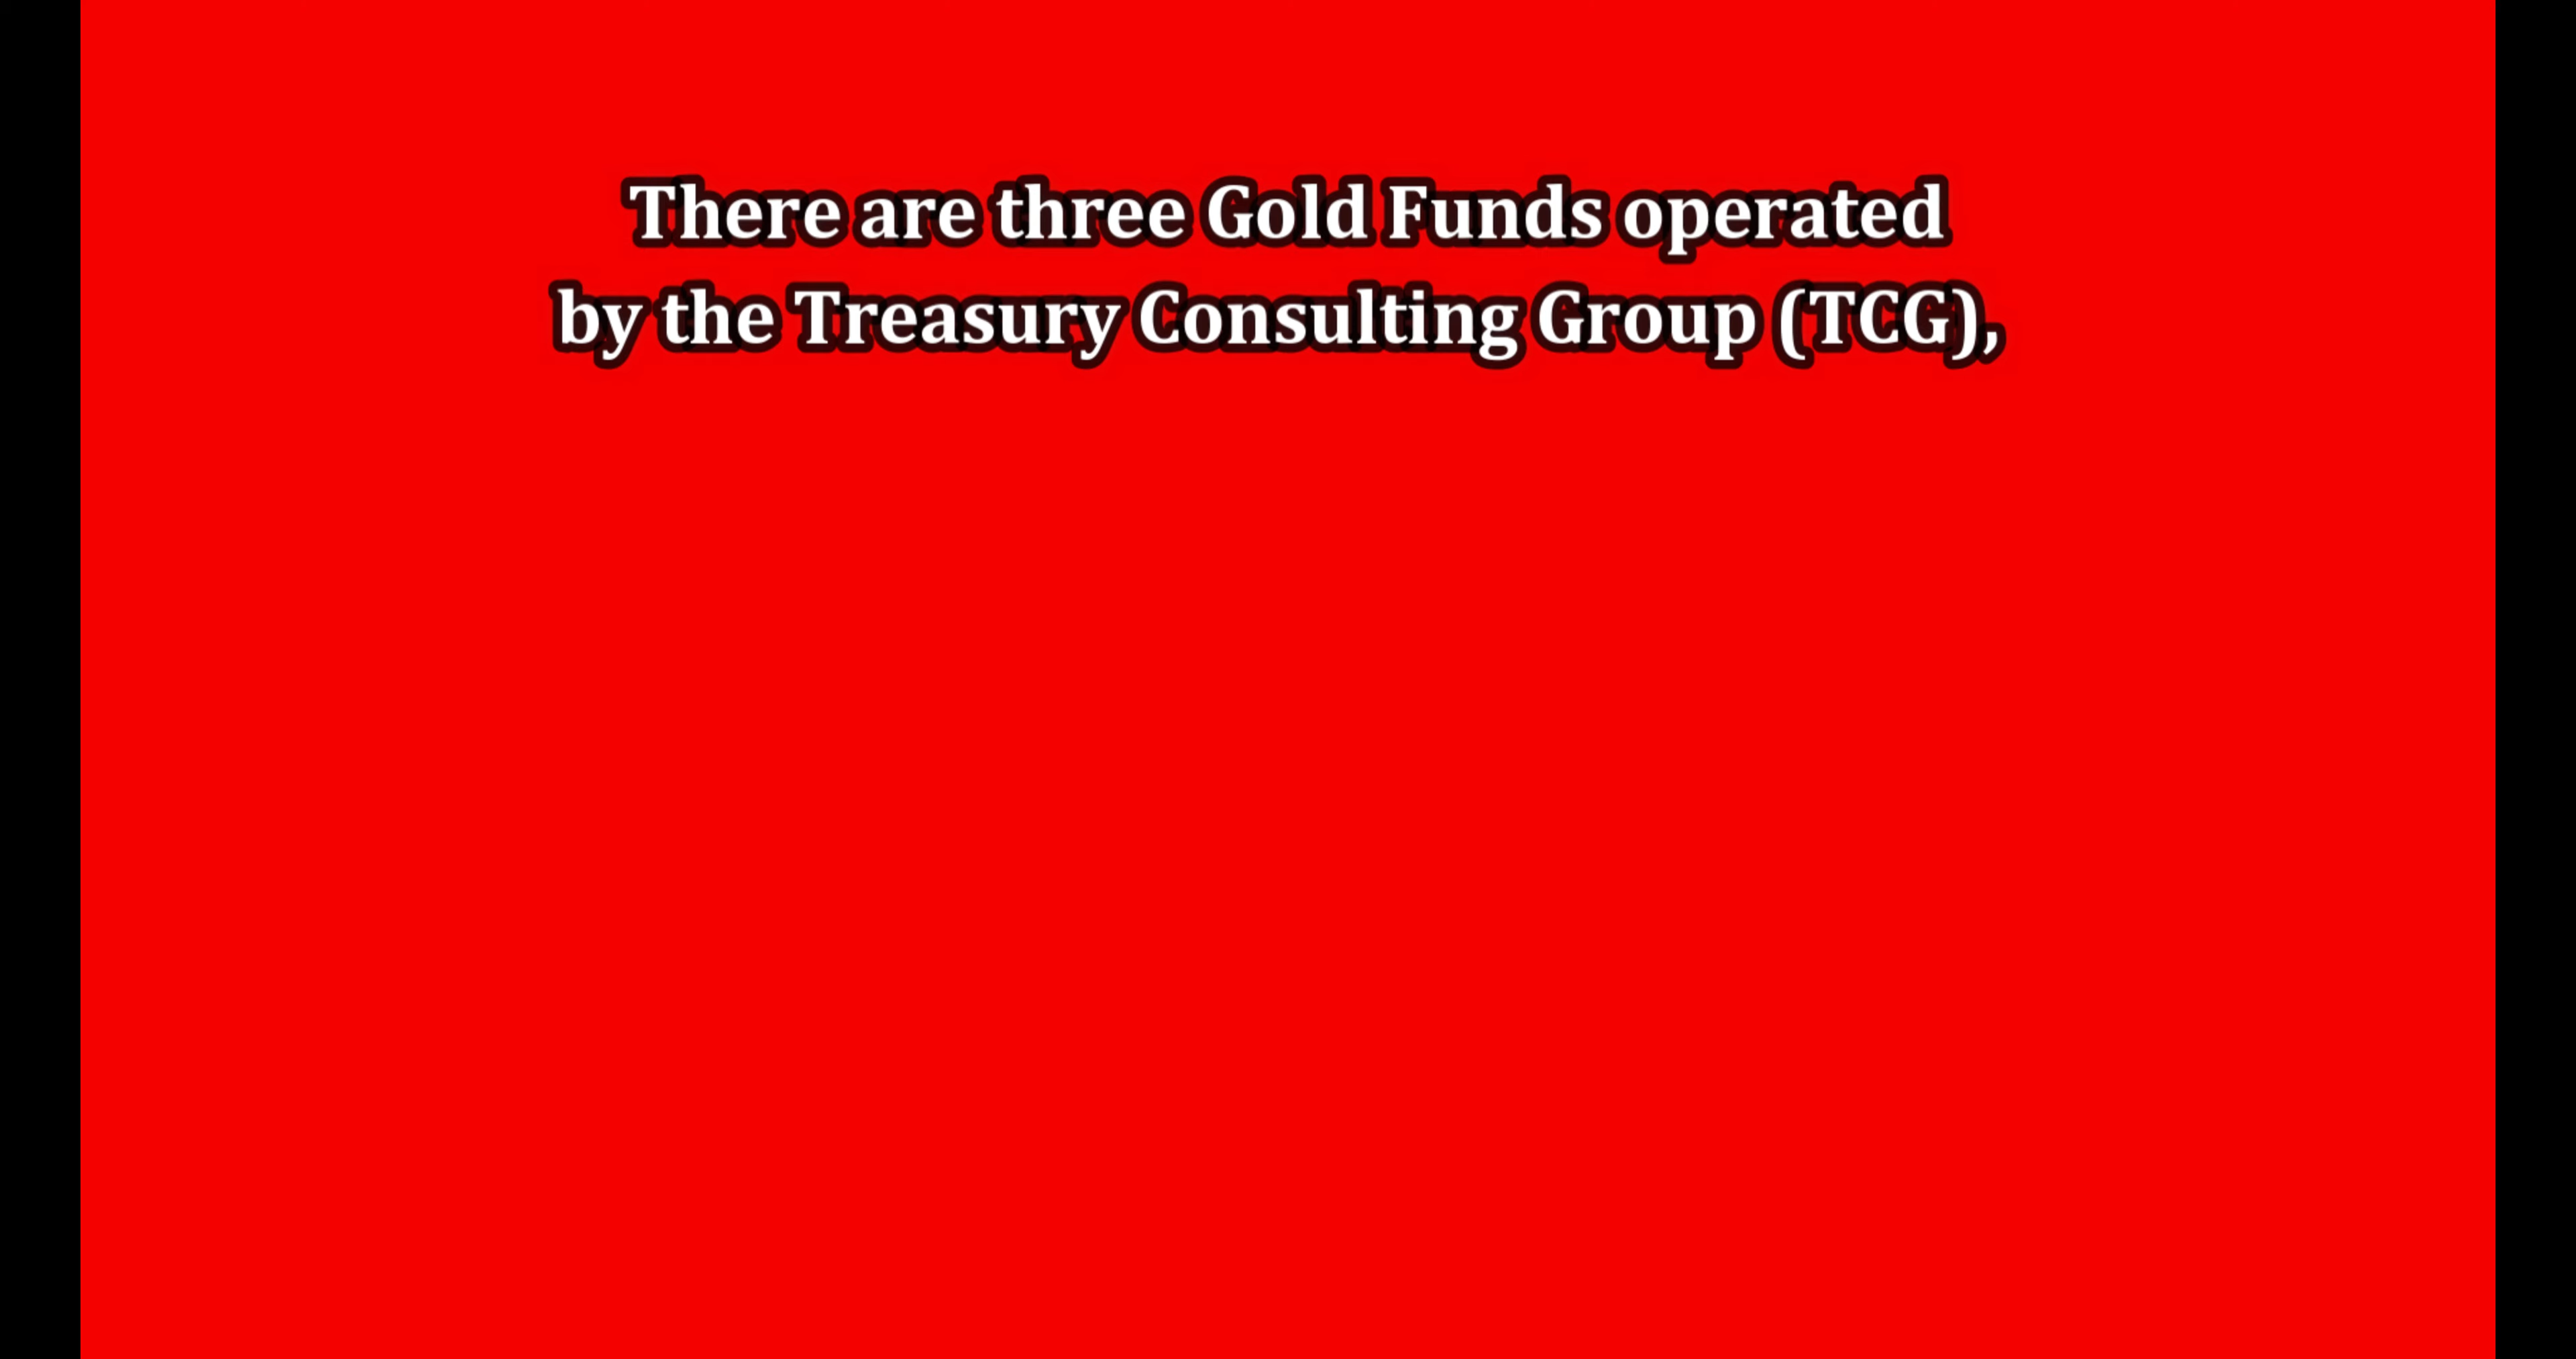 There are three Gold Funds operated
by the Treasury Consulting Group (TCG),